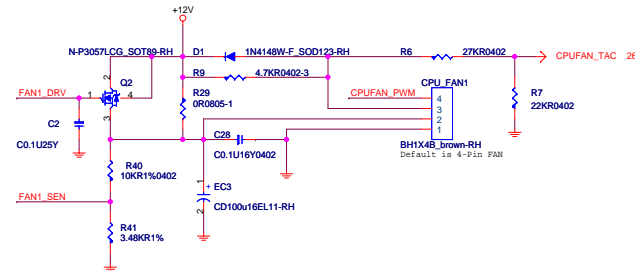 +12V
N-P3057LCG_SOT89-RH
D1
1N4148W-F_SOD123-RH
R6
27KR0402
CPUFAN_TAC 26
2
Q2
R9
4.7KR0402-3
CPU_FAN1
FAN1_DRV
1
4
R29
0R0805-1
CPUFAN_PWM
4
3
2
1
R7
22KR0402
3
C2
C0.1U25Y
C28
C0.1U16Y0402
BH1X4B_brown-RH
Default is 4-Pin FAN
R40
10KR1%0402
1
+
EC3
CD100u16EL11-RH
2
FAN1_SEN
R41
3.48KR1%